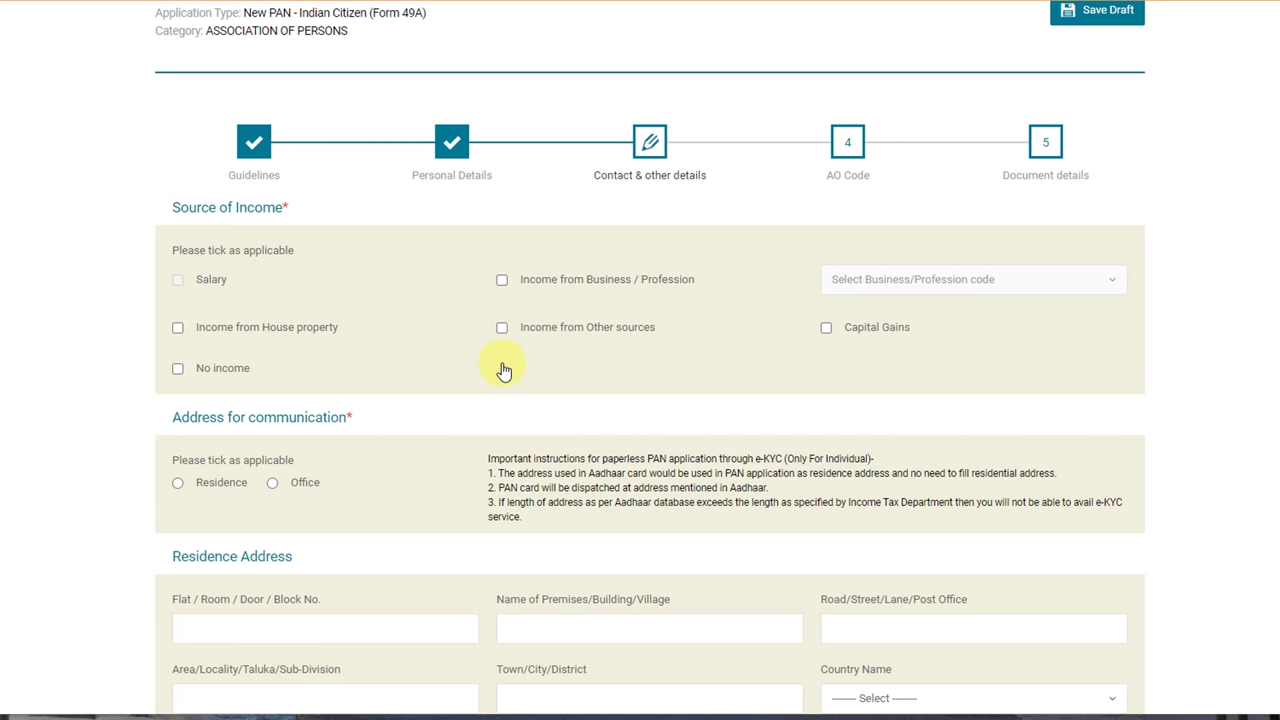 Application Type: New PAN - Indian Citizen (Form 49A)
Save Draft
Category: ASSOCIATION OF PERSONS
4
5
Guidelines
Personal Details
Contact & other details
AO Code
Document details
Source of Income*
Please tick as applicable
Salary
Income from Business / Profession
Select Business/Profession code
Income from House property
Income from Other sources
Capital Gains
No income
Address for communication*
Please tick as applicable
Residence
Office
Important instructions for paperless PAN application through e-KYC (Only For Individual)-
1. The address used in Aadhaar card would be used in PAN application as residence address and no need to fill residential address.
2. PAN card will be dispatched at address mentioned in Aadhaar.
3. If length of address as per Aadhaar database exceeds the length as specified by Income Tax Department then you will not be able to avail e-KYC
service.
Residence Address
Flat / Room / Door / Block No.
Name of Premises/Building/Village
Road/Street/Lane/Post Office
Area/Locality/Taluka/Sub-Division
Town/City/District
Country Name
------- Select -------